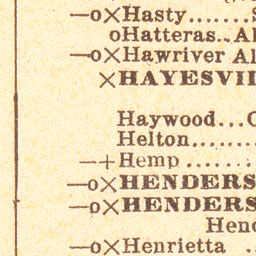 —o×Hasty.......S
oHatteras..Al
—o×Hawriver Al
×HAYESVIL
Haywood...C
Helton.......
—+Hemp ......
—o×HENDERS
—o×HENDERS
Hend
—o×Henrietta ..